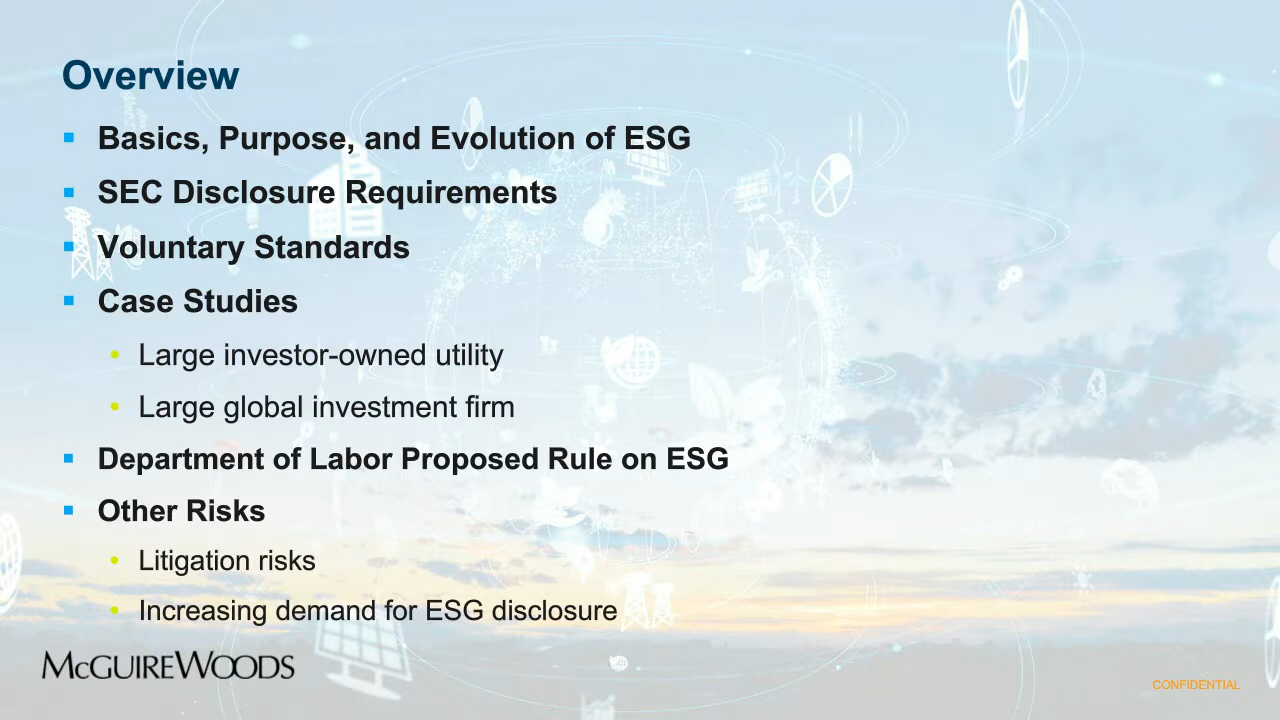 Overview
Basics, Purpose, and Evolution of ESG
SEC Disclosure Requirements
Voluntary Standards
Case Studies
Large investor-owned utility
Large global investment firm
Department of Labor Proposed Rule on ESG
Other Risks
Litigation risks
Increasing demand for ESG disclosure
McGuireWoods
CONFIDENTIAL